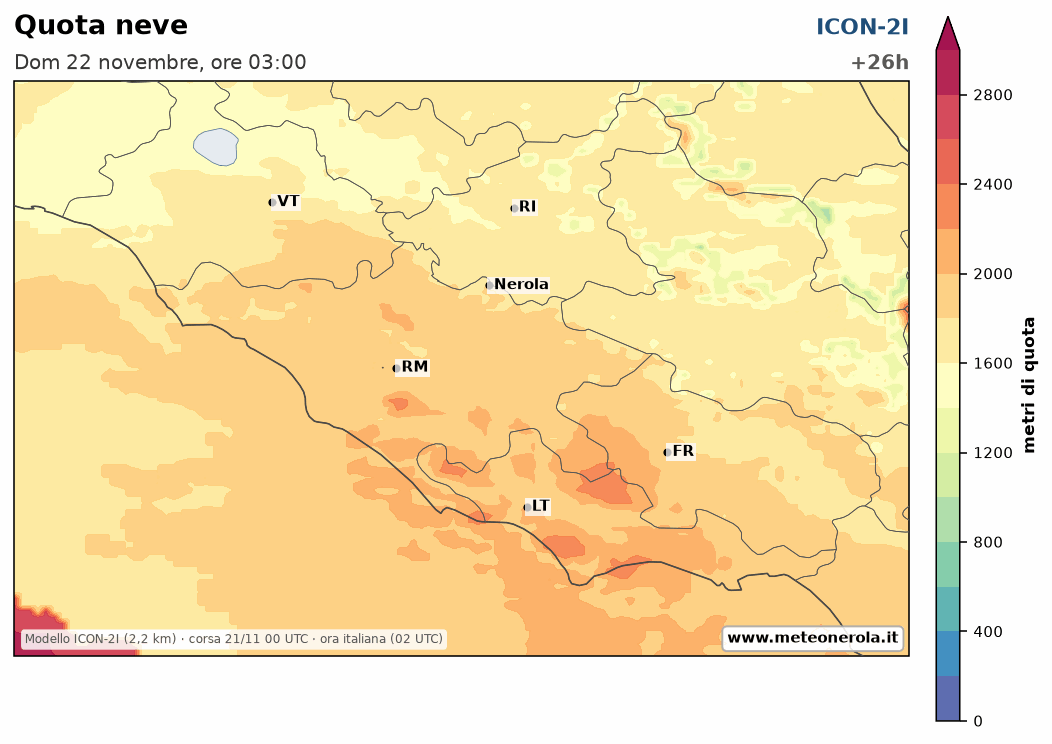 Quota neve
ICON-2I
Dom 22 novembre, ore 03:00
+26h
VT
RI
Nerola
RM
FR
LT
Modello ICON-2I (2,2 km) · corsa 21/11 00 UTC · ora italiana (02 UTC)
www.meteonerola.it
2800
2400
2000
1600
1200
800
400
0
metri di quota